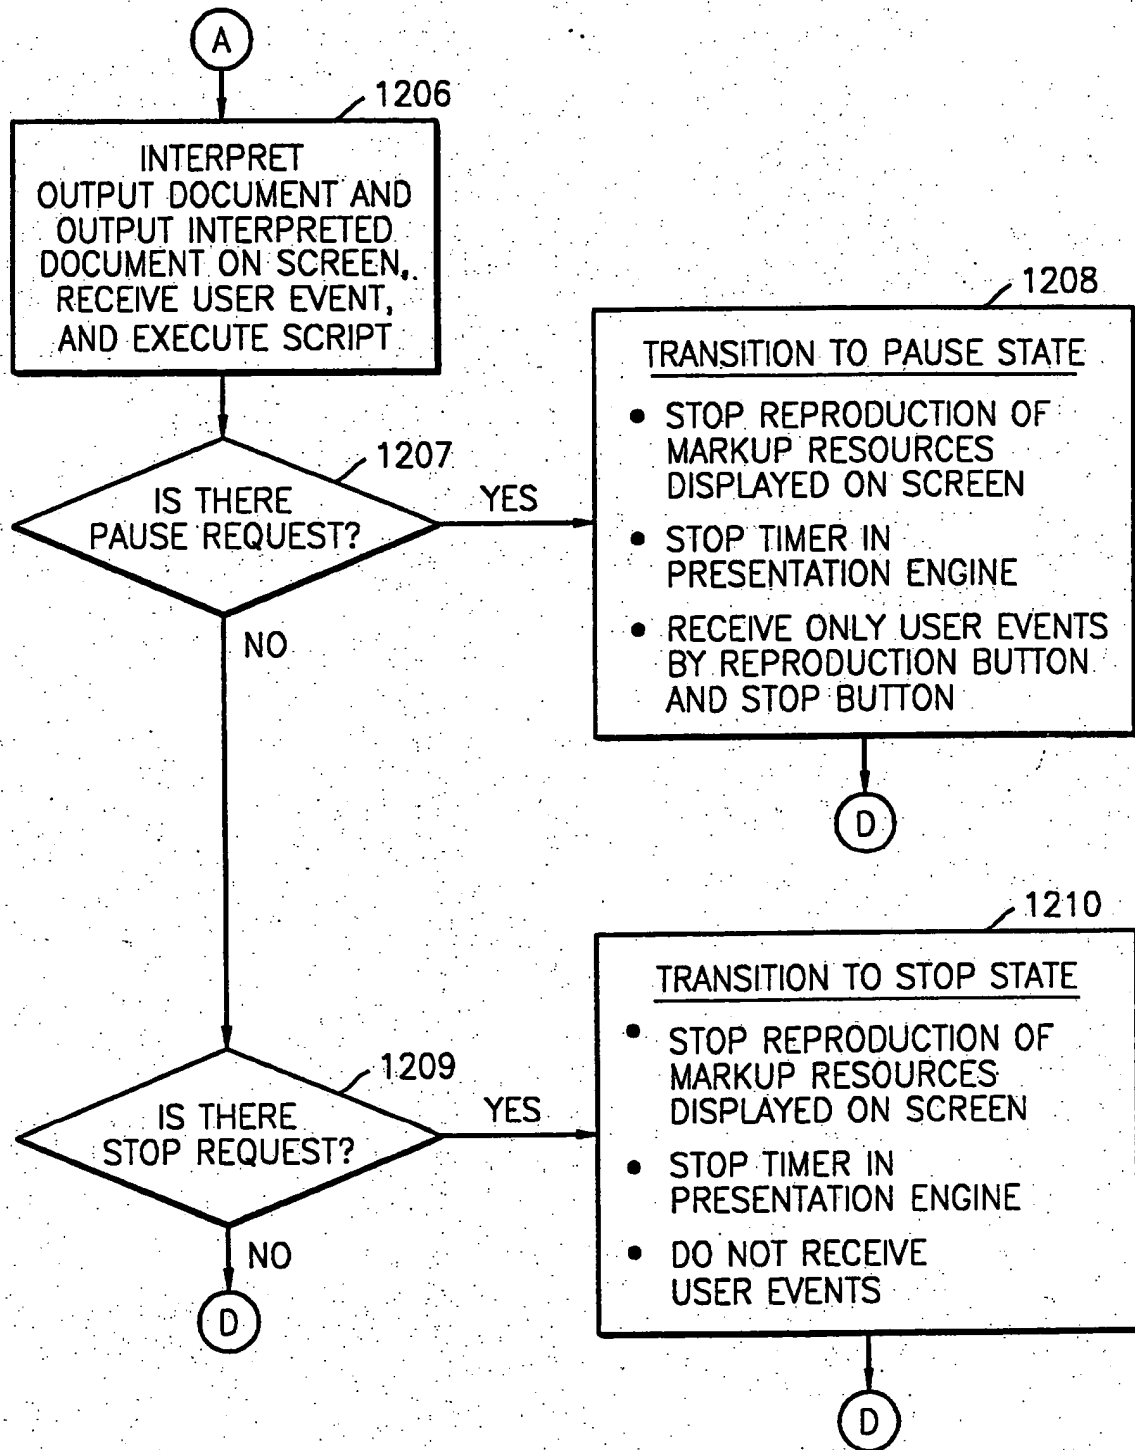 A
1206
INTERPRET
OUTPUT DOCUMENT AND
OUTPUT INTERPRETED
DOCUMENT ON SCREEN,
RECEIVE USER EVENT,
AND EXECUTE SCRIPT
1207
IS THERE
PAUSE REQUEST?
YES
NO
1208
TRANSITION TO PAUSE STATE
• STOP REPRODUCTION OF
MARKUP RESOURCES
DISPLAYED ON SCREEN
• STOP TIMER IN
PRESENTATION ENGINE
• RECEIVE ONLY USER EVENTS
BY REPRODUCTION BUTTON
AND STOP BUTTON
D
1209
IS THERE
STOP REQUEST?
YES
NO
D
1210
TRANSITION TO STOP STATE
• STOP REPRODUCTION OF
MARKUP RESOURCES
DISPLAYED ON SCREEN
• STOP TIMER IN
PRESENTATION ENGINE
• DO NOT RECEIVE
USER EVENTS
D